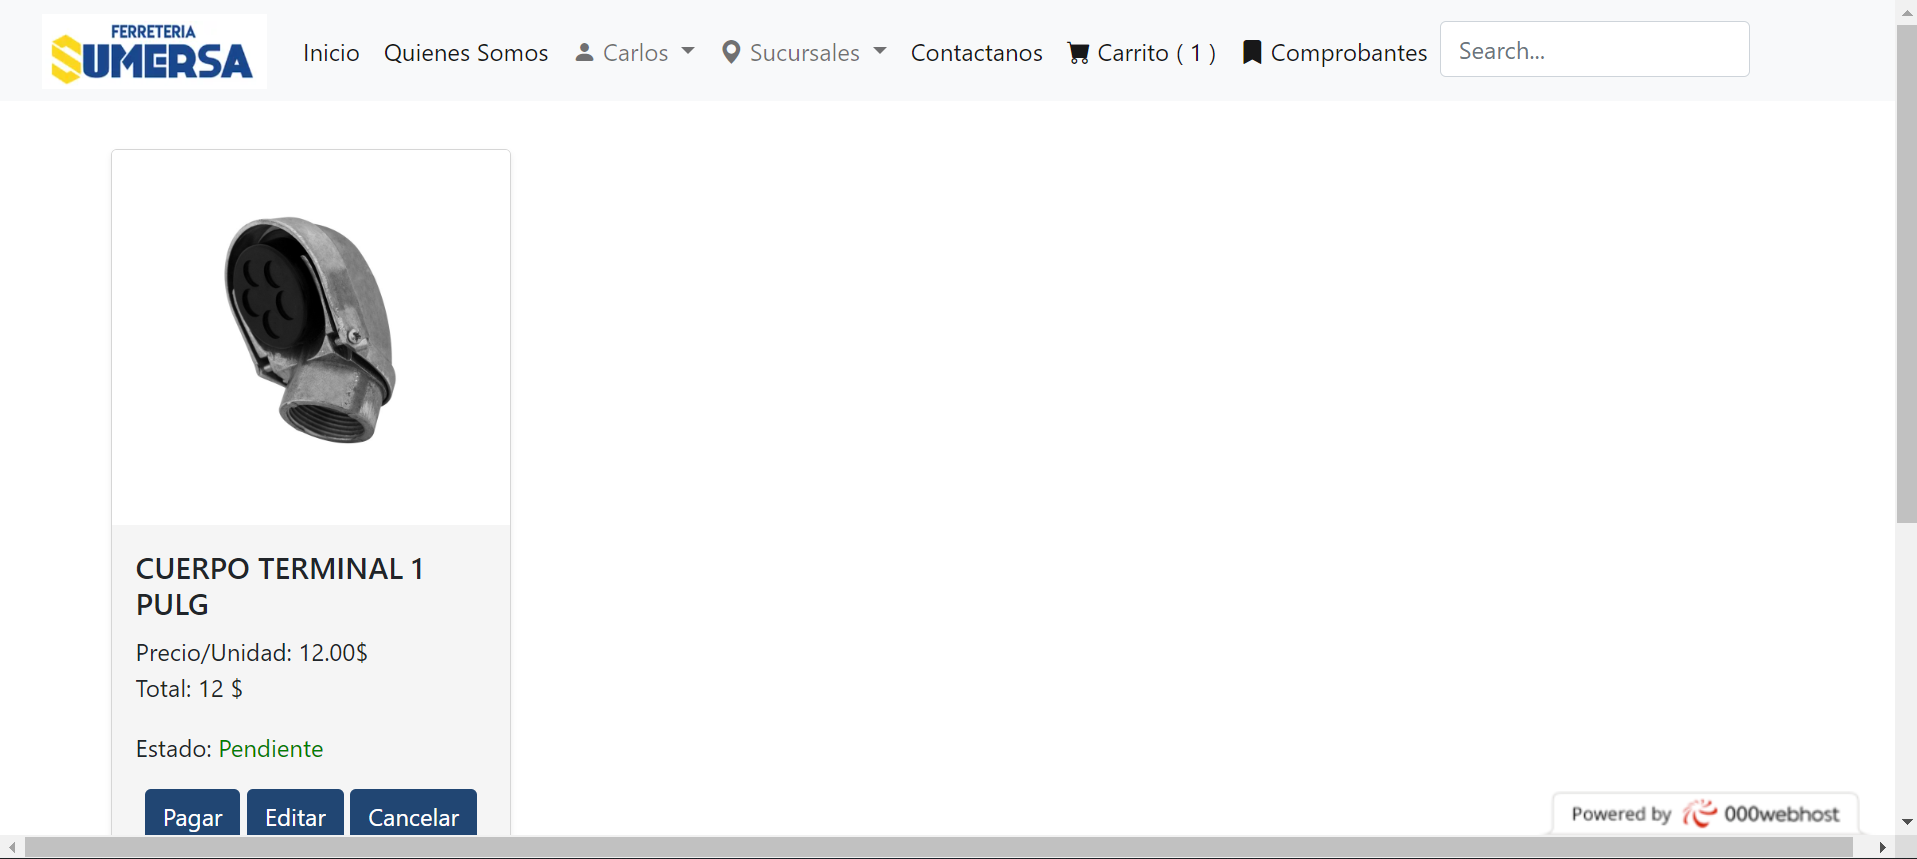 FERRETERIA
SUMERSA
Inicio
Quienes Somos
Carlos
Sucursales
Contactanos
Carrito ( 1 )
Comprobantes
Search...
CUERPO TERMINAL 1
PULG
Precio/Unidad: 12.00$
Total: 12 $
Estado: Pendiente
Pagar
Editar
Cancelar
Powered by 000webhost